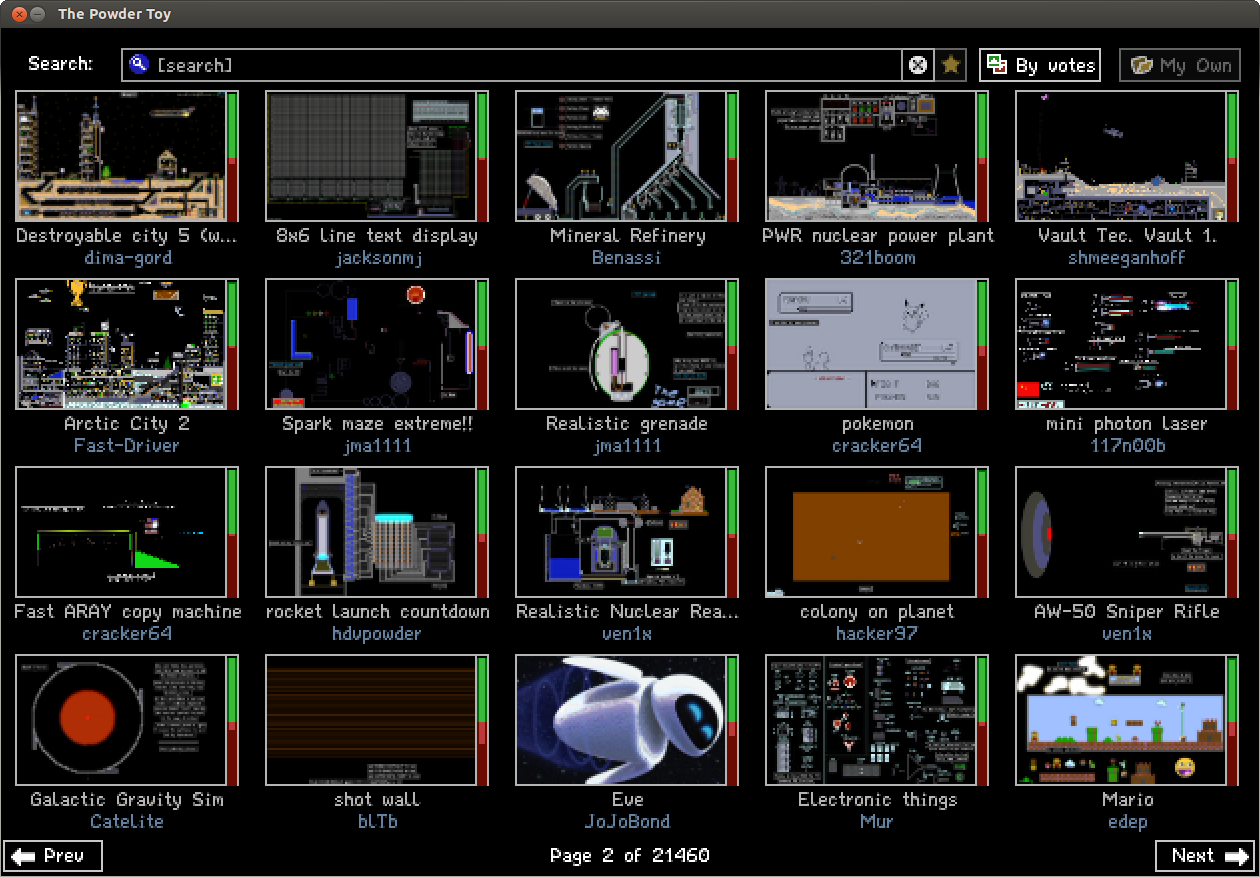 The Powder Toy
Search: [search] By votes My Own
Destroyable city 5 (w... 8x6 line text display Mineral Refinery PWR nuclear power plant Vault Tec. Vault 1.
dima-gord jacksonmj Benassi 321boom shmeeganhoff
Arctic City 2 Spark maze extreme!! Realistic grenade pokemon mini photon laser
Fast-Driver jma1111 jma1111 cracker64 117n00b
Fast ARAY copy machine rocket launch countdown Realistic Nuclear Rea... colony on planet AW-50 Sniper Rifle
cracker64 hdvpowder ven1x hacker97 ven1x
Galactic Gravity Sim shot wall Eve Electronic things Mario
Catelite blTb JoJoBond Mur edep
Prev Page 2 of 21460 Next